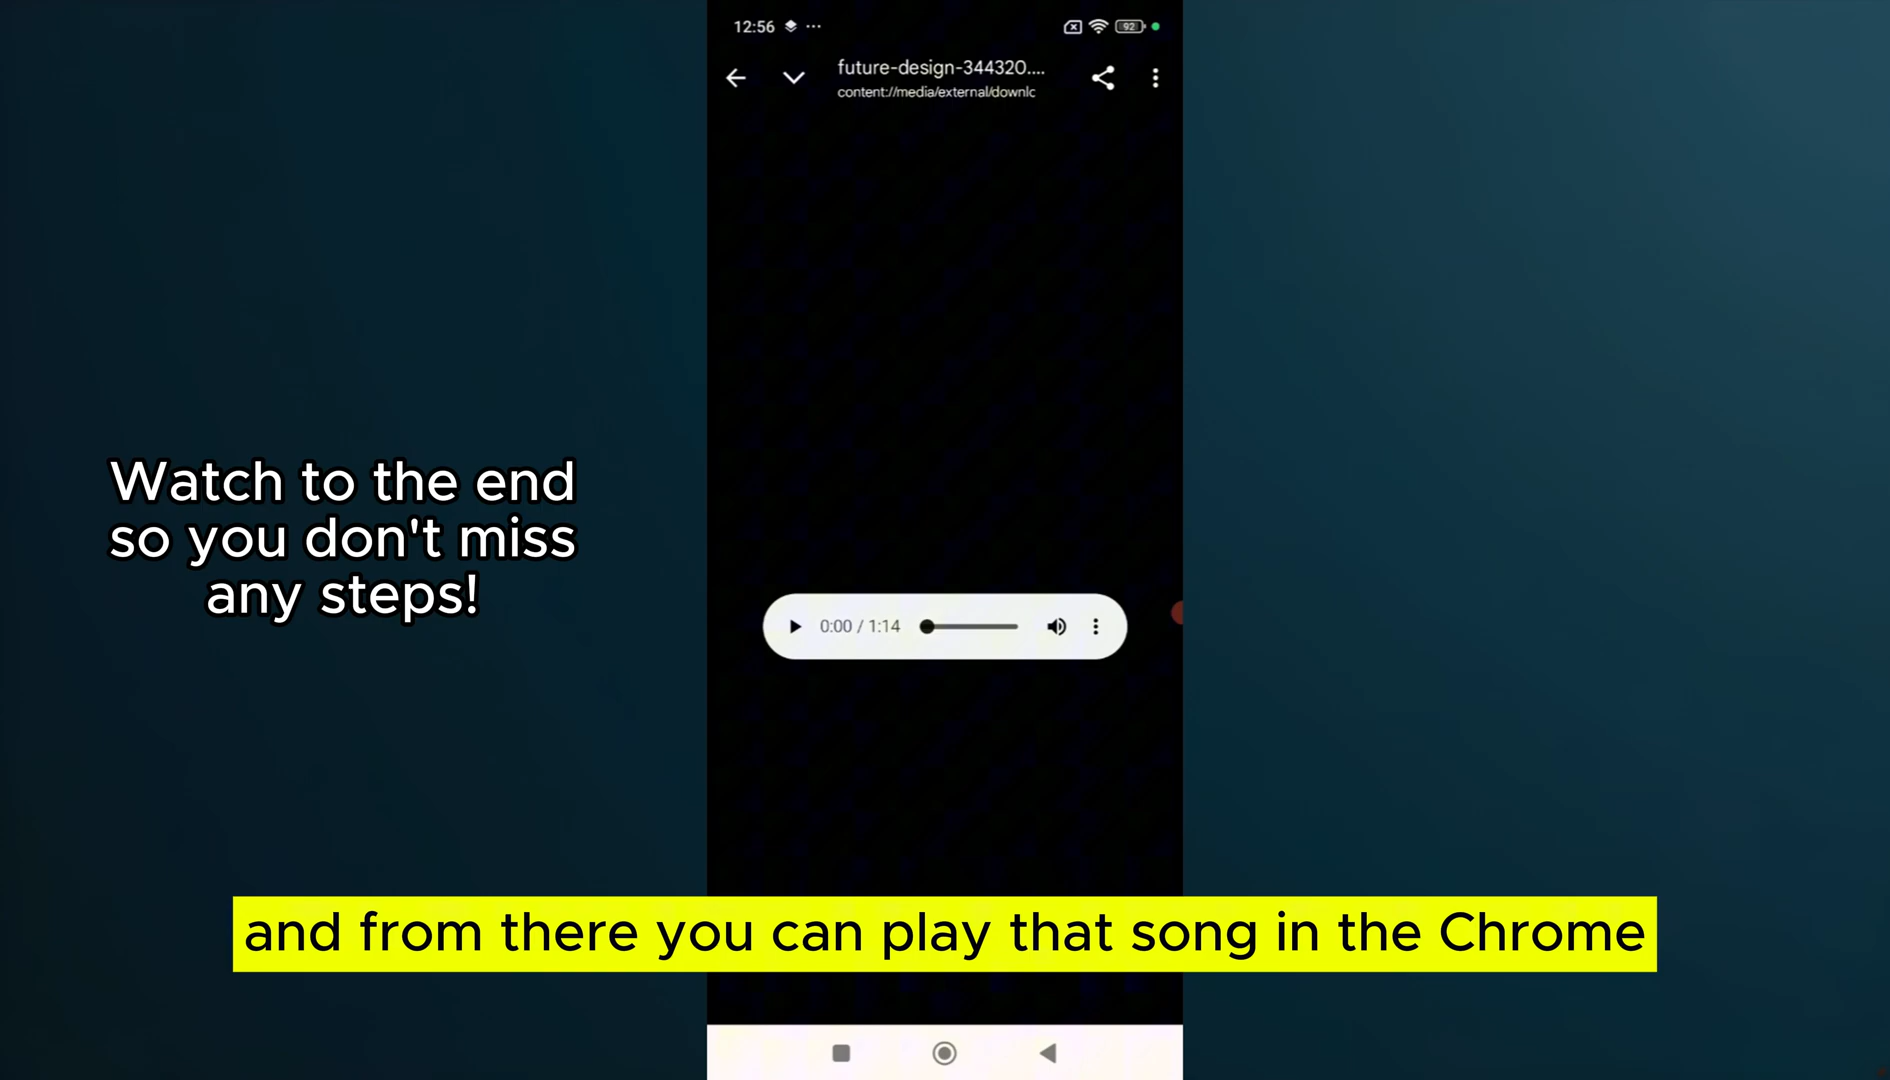 12:56
92
future-design-344320....
content://media/external/downlc
Watch to the end
so you don't miss
any steps!
0:00 / 1:14
and from there you can play that song in the Chrome